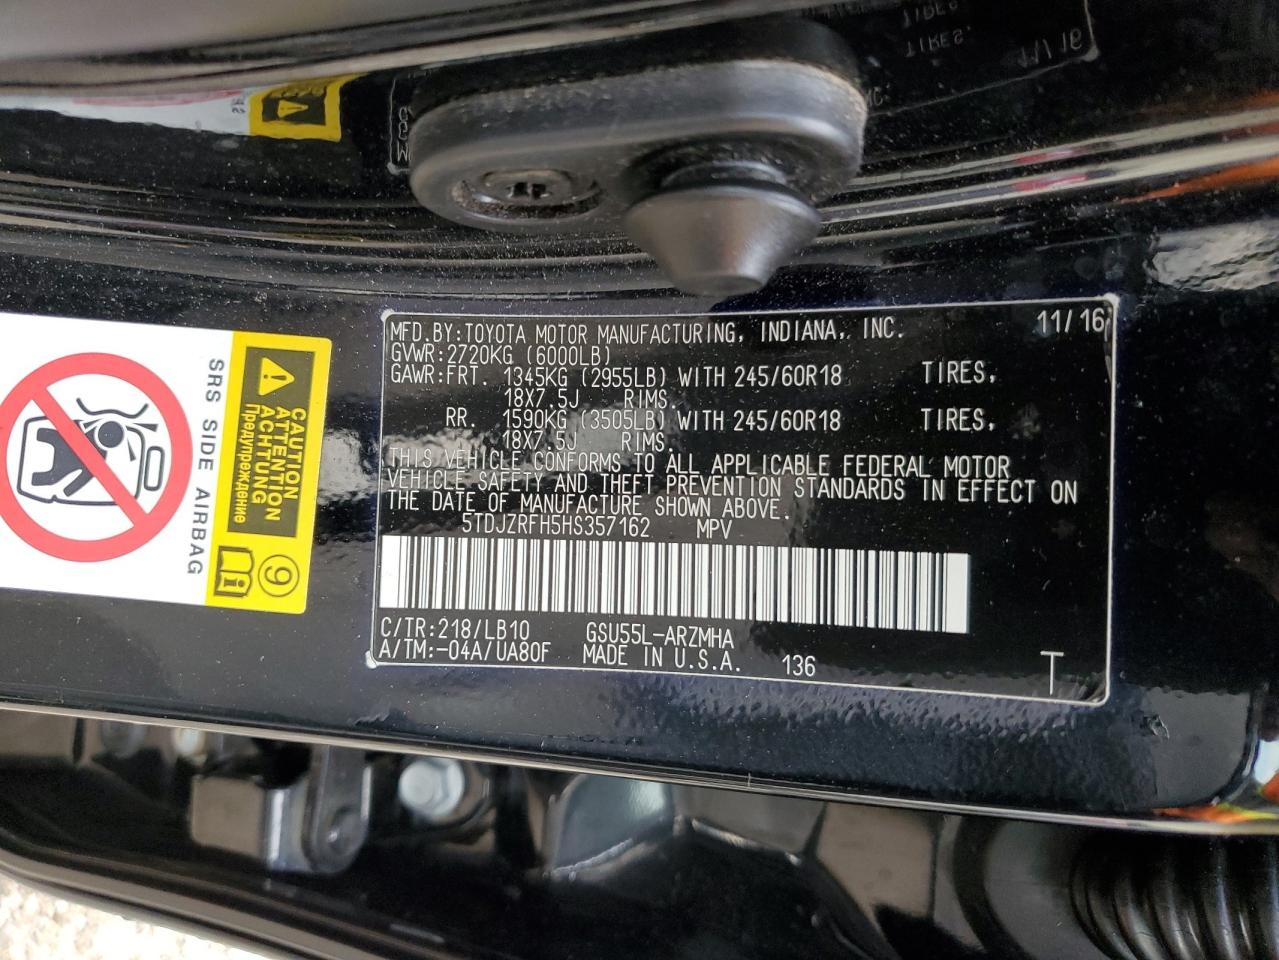 TIRES.
11/16
MFD.BY:TOYOTA MOTOR MANUFACTURING, INDIANA, INC. 11/16
GVWR:2720KG (6000LB)
GAWR:FRT. 1345KG (2955LB) WITH 245/60R18 TIRES,
18X7.5J RIMS,
RR. 1590KG (3505LB) WITH 245/60R18 TIRES,
18X7.5J RIMS.
THIS VEHICLE CONFORMS TO ALL APPLICABLE FEDERAL MOTOR
VEHICLE SAFETY AND THEFT PREVENTION STANDARDS IN EFFECT ON
THE DATE OF MANUFACTURE SHOWN ABOVE.
5TDJZRFH5HS357162 MPV
C/TR:218/LB10 GSU55L-ARZMHA
A/TM:-04A/UA80F MADE IN U.S.A. 136
T
SRS SIDE AIRBAG
CAUTION
ATTENTION
ACHTUNG
Предупреждение
i
9